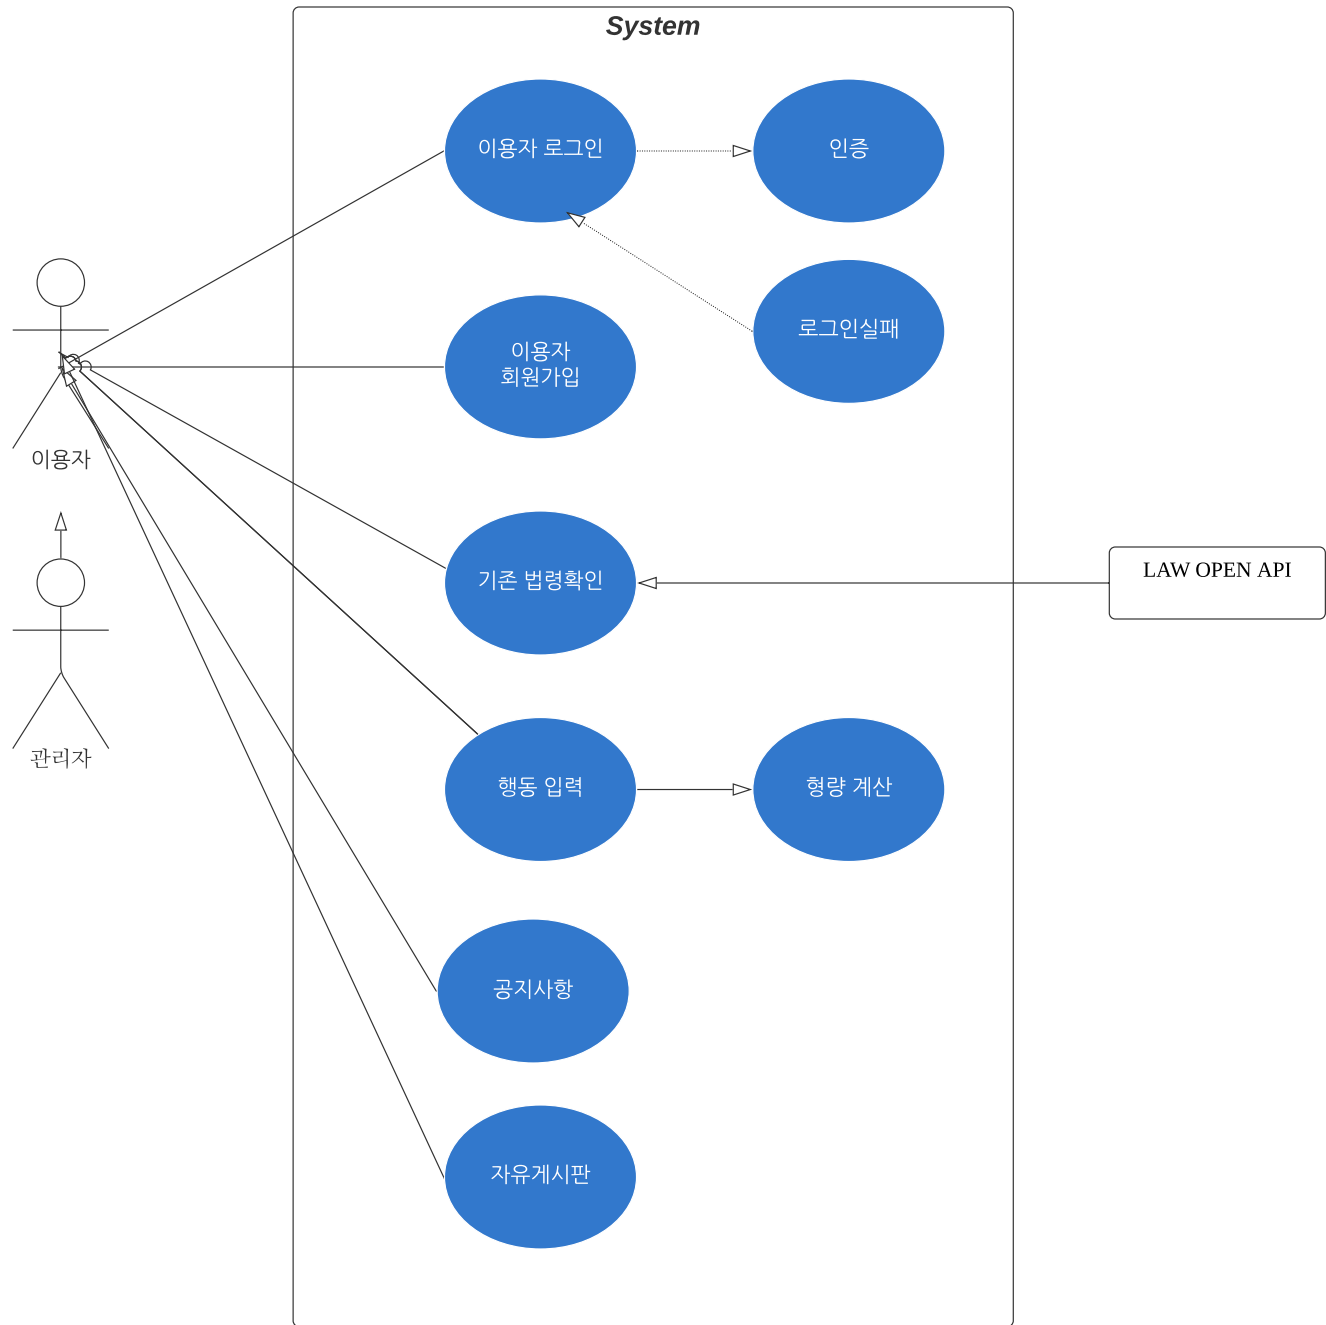 System
이용자 로그인
인증
로그인실패
이용자
회원가입
이용자
기존 법령확인
LAW OPEN API
관리자
행동 입력
형량 계산
공지사항
자유게시판